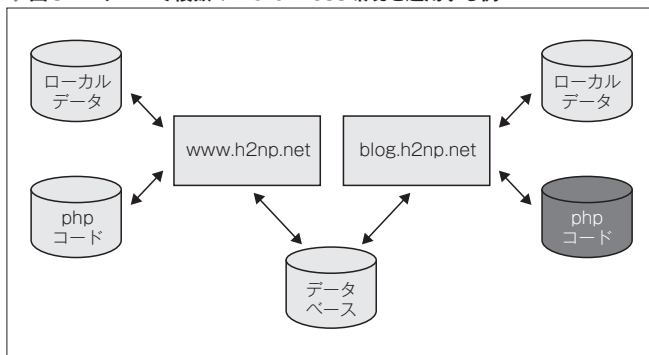 ローカル
データ
ローカル
データ
www.h2np.net
blog.h2np.net
php
コード
php
コード
データ
ベース